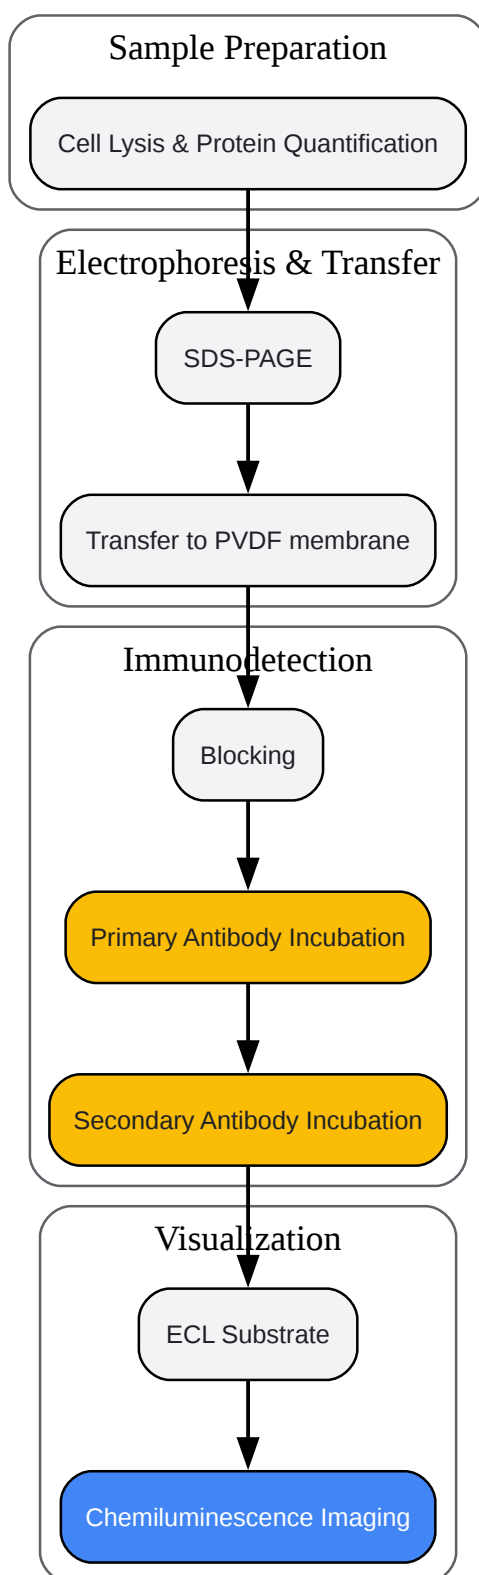 Sample Preparation
Cell Lysis & Protein Quantification
Electrophoresis & Transfer
SDS-PAGE
Transfer to PVDF membrane
Immunodetection
Blocking
Primary Antibody Incubation
Secondary Antibody Incubation
Visualization
ECL Substrate
Chemiluminescence Imaging